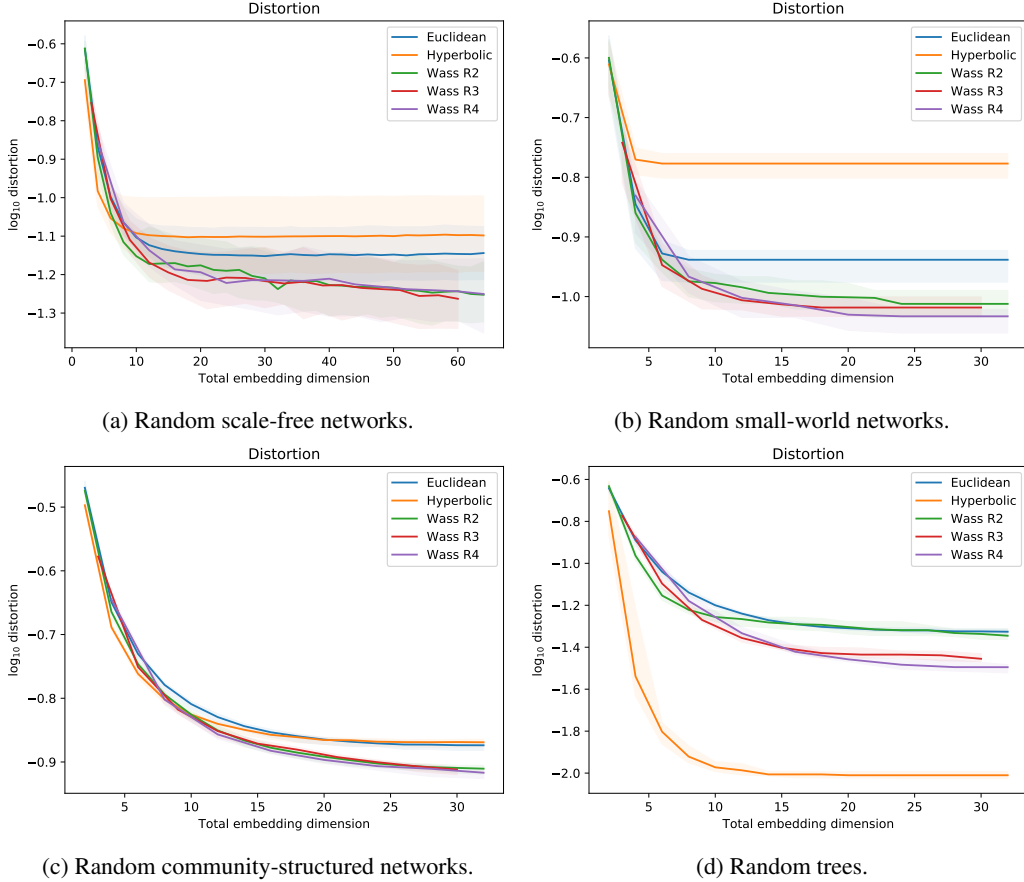 Distortion
−0.6
−0.7
−0.8
−0.9
−1.0
−1.1
−1.2
−1.3
log10 distortion
0 10 20 30 40 50 60
Total embedding dimension
Euclidean
Hyperbolic
Wass R2
Wass R3
Wass R4
(a) Random scale-free networks.
Distortion
−0.6
−0.7
−0.8
−0.9
−1.0
log10 distortion
5 10 15 20 25 30
Total embedding dimension
Euclidean
Hyperbolic
Wass R2
Wass R3
Wass R4
(b) Random small-world networks.
Distortion
−0.5
−0.6
−0.7
−0.8
−0.9
log10 distortion
5 10 15 20 25 30
Total embedding dimension
Euclidean
Hyperbolic
Wass R2
Wass R3
Wass R4
(c) Random community-structured networks.
Distortion
−0.6
−0.8
−1.0
−1.2
−1.4
−1.6
−1.8
−2.0
log10 distortion
5 10 15 20 25 30
Total embedding dimension
Euclidean
Hyperbolic
Wass R2
Wass R3
Wass R4
(d) Random trees.